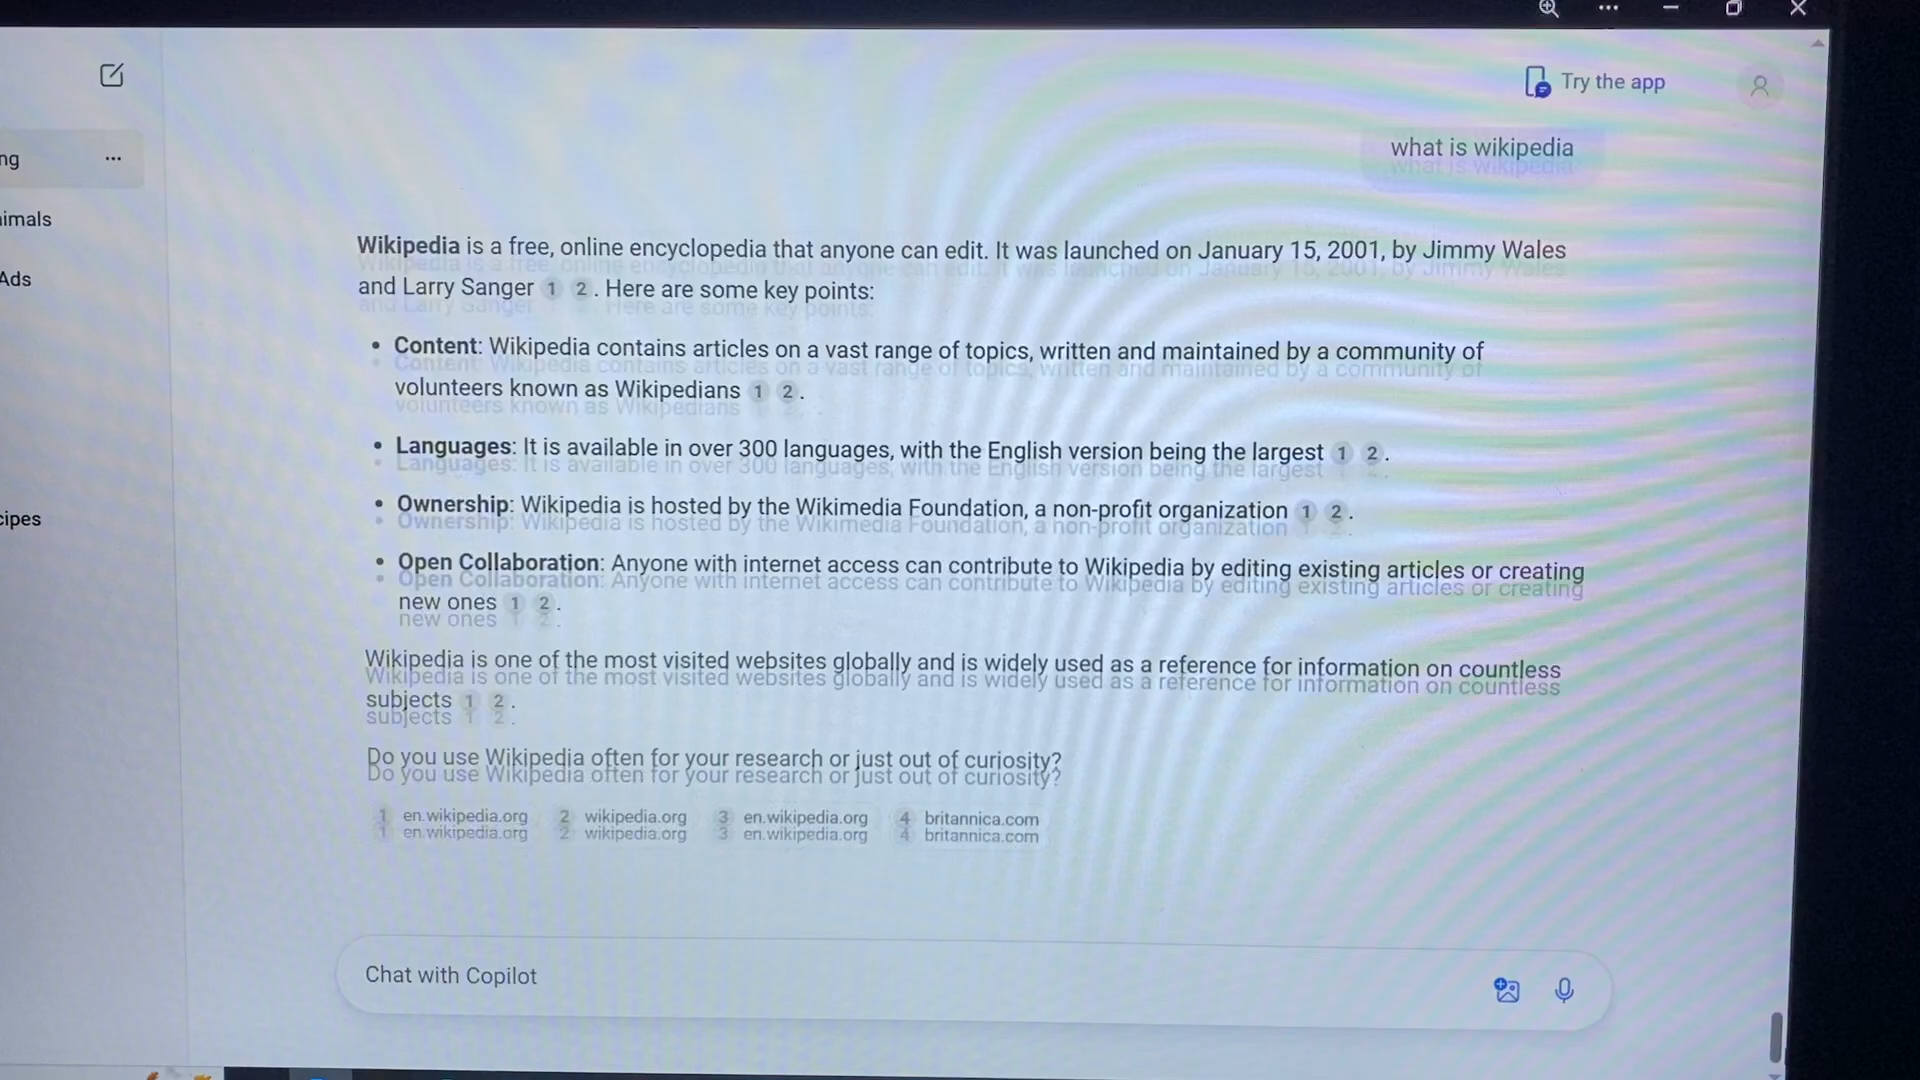 Try the app
what is wikipedia
ng
imals
Ads
cipes
Wikipedia is a free, online encyclopedia that anyone can edit. It was launched on January 15, 2001, by Jimmy Wales
and Larry Sanger 1 2. Here are some key points:
• Content: Wikipedia contains articles on a vast range of topics, written and maintained by a community of
volunteers known as Wikipedians 1 2.
• Languages: It is available in over 300 languages, with the English version being the largest 1 2.
• Ownership: Wikipedia is hosted by the Wikimedia Foundation, a non-profit organization 1 2.
• Open Collaboration: Anyone with internet access can contribute to Wikipedia by editing existing articles or creating
new ones 1 2.
Wikipedia is one of the most visited websites globally and is widely used as a reference for information on countless
subjects 1 2.
Do you use Wikipedia often for your research or just out of curiosity?
1 en.wikipedia.org 2 wikipedia.org 3 en.wikipedia.org 4 britannica.com
Chat with Copilot